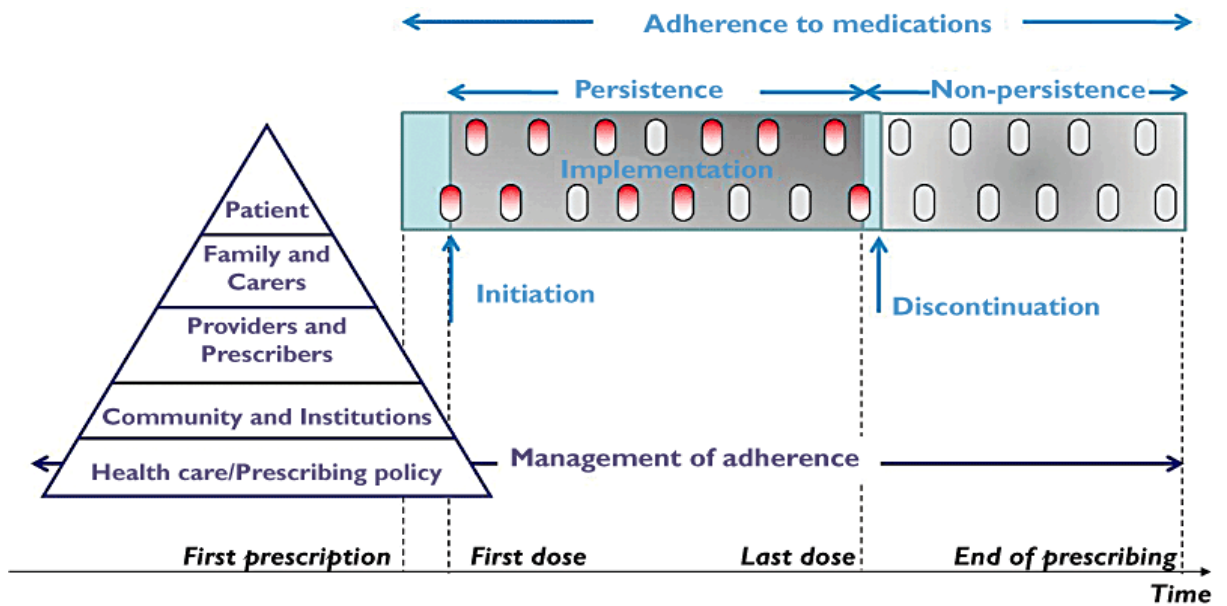 Adherence to medications
Persistence
Non-persistence
Implementation
Initiation
Discontinuation
Patient
Family and
Carers
Providers and
Prescribers
Community and Institutions
Health care/Prescribing policy
Management of adherence
First prescription
First dose
Last dose
End of prescribing
Time